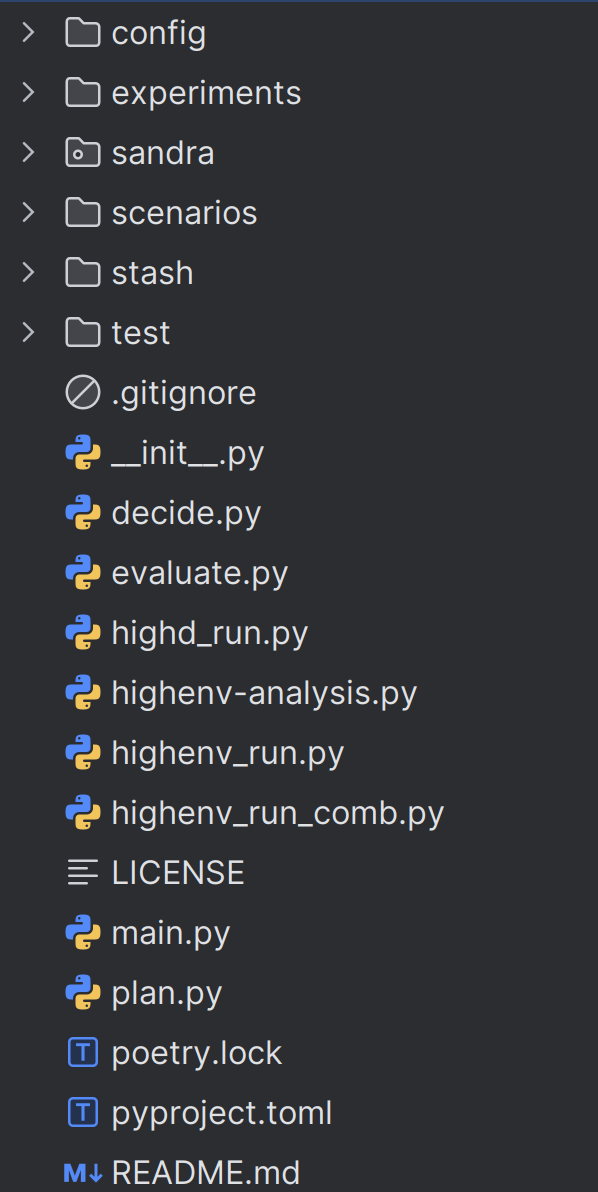 config
experiments
sandra
scenarios
stash
test
.gitignore
__init__.py
decide.py
evaluate.py
highd_run.py
highenv-analysis.py
highenv_run.py
highenv_run_comb.py
LICENSE
main.py
plan.py
T poetry.lock
T pyproject.toml
M↓ README.md